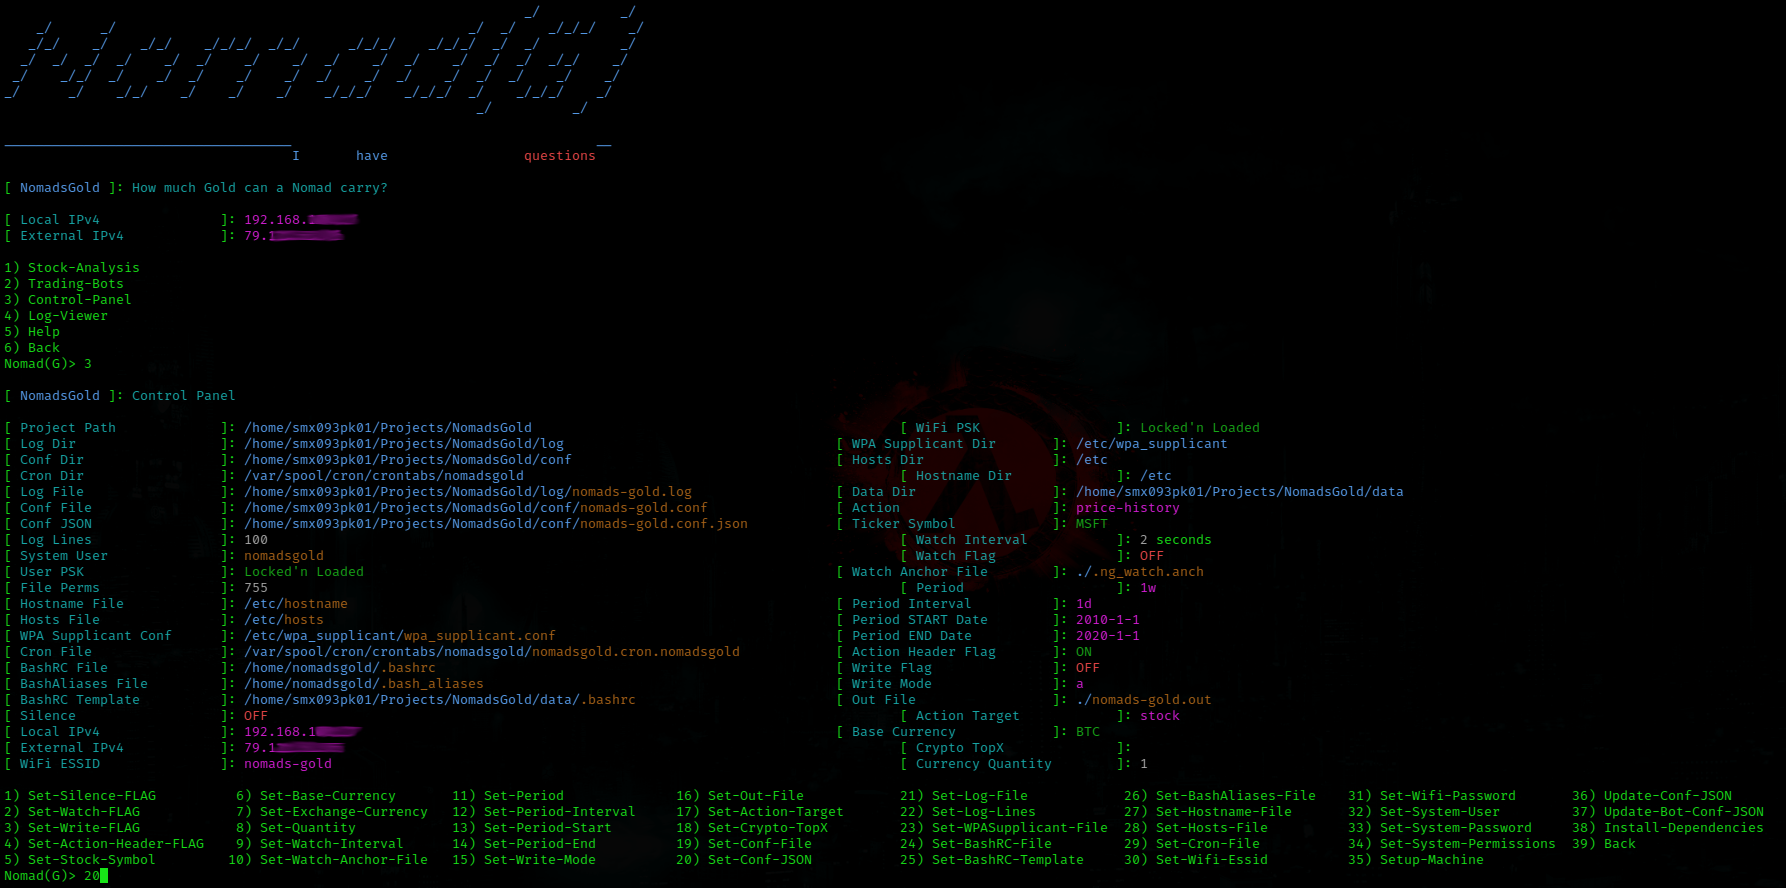 Nomad(G)
I have questions
[ NomadsGold ]: How much Gold can a Nomad carry?
[ Local IPv4 ]: 192.168.1
[ External IPv4 ]: 79.1
1) Stock-Analysis
2) Trading-Bots
3) Control-Panel
4) Log-Viewer
5) Help
6) Back
Nomad(G)> 3
[ NomadsGold ]: Control Panel
[ Project Path ]: /home/smx093pk01/Projects/NomadsGold [ WiFi PSK ]: Locked'n Loaded
[ Log Dir ]: /home/smx093pk01/Projects/NomadsGold/log [ WPA Supplicant Dir ]: /etc/wpa_supplicant
[ Conf Dir ]: /home/smx093pk01/Projects/NomadsGold/conf [ Hosts Dir ]: /etc
[ Cron Dir ]: /var/spool/cron/crontabs/nomadsgold [ Hostname Dir ]: /etc
[ Log File ]: /home/smx093pk01/Projects/NomadsGold/log/nomads-gold.log [ Data Dir ]: /home/smx093pk01/Projects/NomadsGold/data
[ Conf File ]: /home/smx093pk01/Projects/NomadsGold/conf/nomads-gold.conf [ Action ]: price-history
[ Conf JSON ]: /home/smx093pk01/Projects/NomadsGold/conf/nomads-gold.conf.json [ Ticker Symbol ]: MSFT
[ Log Lines ]: 100 [ Watch Interval ]: 2 seconds
[ System User ]: nomadsgold [ Watch Flag ]: OFF
[ User PSK ]: Locked'n Loaded [ Watch Anchor File ]: ./.ng_watch.anch
[ File Perms ]: 755 [ Period ]: 1w
[ Hostname File ]: /etc/hostname [ Period Interval ]: 1d
[ Hosts File ]: /etc/hosts [ Period START Date ]: 2010-1-1
[ WPA Supplicant Conf ]: /etc/wpa_supplicant/wpa_supplicant.conf [ Period END Date ]: 2020-1-1
[ Cron File ]: /var/spool/cron/crontabs/nomadsgold/nomadsgold.cron.nomadsgold [ Action Header Flag ]: ON
[ BashRC File ]: /home/nomadsgold/.bashrc [ Write Flag ]: OFF
[ BashAliases File ]: /home/nomadsgold/.bash_aliases [ Write Mode ]: a
[ BashRC Template ]: /home/smx093pk01/Projects/NomadsGold/data/.bashrc [ Out File ]: ./nomads-gold.out
[ Silence ]: OFF [ Action Target ]: stock
[ Local IPv4 ]: 192.168.1 [ Base Currency ]: BTC
[ External IPv4 ]: 79.1 [ Crypto TopX ]:
[ WiFi ESSID ]: nomads-gold [ Currency Quantity ]: 1
1) Set-Silence-FLAG 6) Set-Base-Currency 11) Set-Period 16) Set-Out-File 21) Set-Log-File 26) Set-BashAliases-File 31) Set-Wifi-Password 36) Update-Conf-JSON
2) Set-Watch-FLAG 7) Set-Exchange-Currency 12) Set-Period-Interval 17) Set-Action-Target 22) Set-Log-Lines 27) Set-Hostname-File 32) Set-System-User 37) Update-Bot-Conf-JSON
3) Set-Write-FLAG 8) Set-Quantity 13) Set-Period-Start 18) Set-Crypto-TopX 23) Set-WPASupplicant-File 28) Set-Hosts-File 33) Set-System-Password 38) Install-Dependencies
4) Set-Action-Header-FLAG 9) Set-Watch-Interval 14) Set-Period-End 19) Set-Conf-File 24) Set-BashRC-File 29) Set-Cron-File 34) Set-System-Permissions 39) Back
5) Set-Stock-Symbol 10) Set-Watch-Anchor-File 15) Set-Write-Mode 20) Set-Conf-JSON 25) Set-BashRC-Template 30) Set-Wifi-Essid 35) Setup-Machine
Nomad(G)> 20